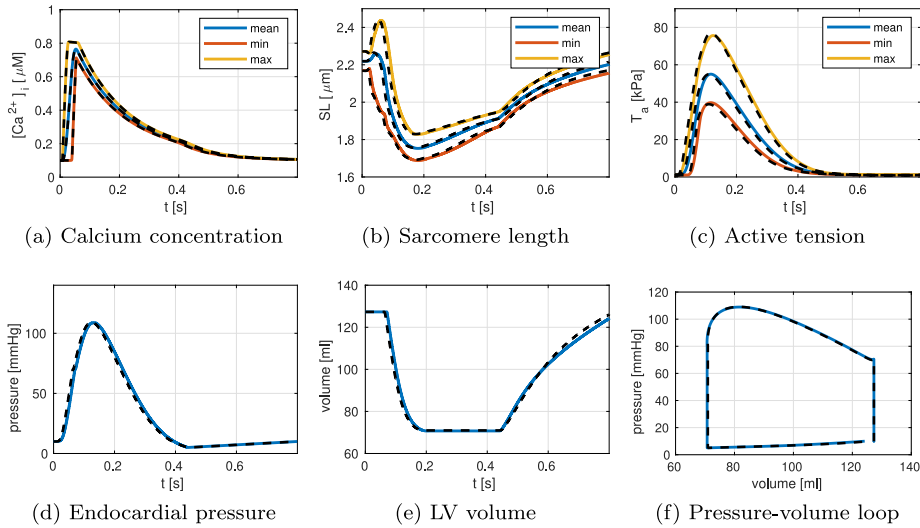 1
0.8
0.6
0.4
0.2
0
[Ca²⁺]ᵢ [μM]
mean
min
max
0 0.2 0.4 0.6
t [s]
(a) Calcium concentration
2.4
2.2
2
1.8
1.6
SL [μm]
mean
min
max
0 0.2 0.4 0.6
t [s]
(b) Sarcomere length
80
60
40
20
0
Tₐ [kPa]
mean
min
max
0 0.2 0.4 0.6
t [s]
(c) Active tension
100
50
0
pressure [mmHg]
0 0.2 0.4 0.6
t [s]
(d) Endocardial pressure
140
120
100
80
60
volume [ml]
0 0.2 0.4 0.6
t [s]
(e) LV volume
120
100
80
60
40
20
0
pressure [mmHg]
60 80 100 120 140
volume [ml]
(f) Pressure-volume loop